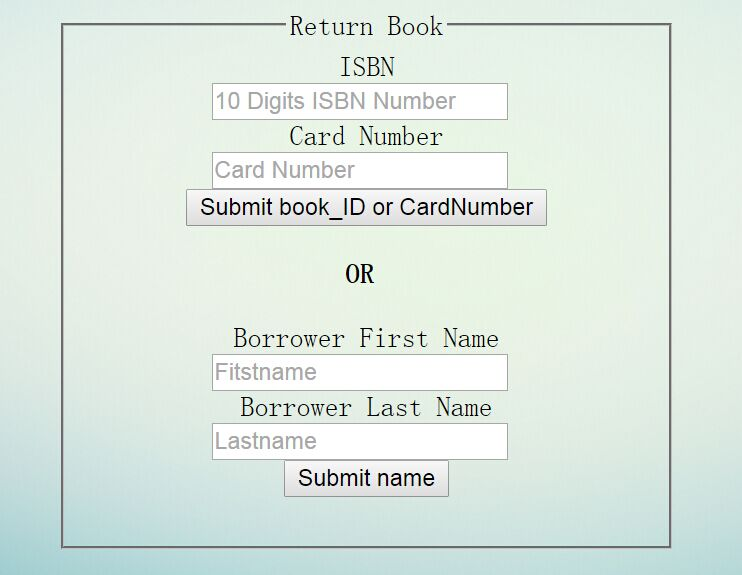 Return Book
ISBN
10 Digits ISBN Number
Card Number
Card Number
Submit book_ID or CardNumber
OR
Borrower First Name
Fitstname
Borrower Last Name
Lastname
Submit name